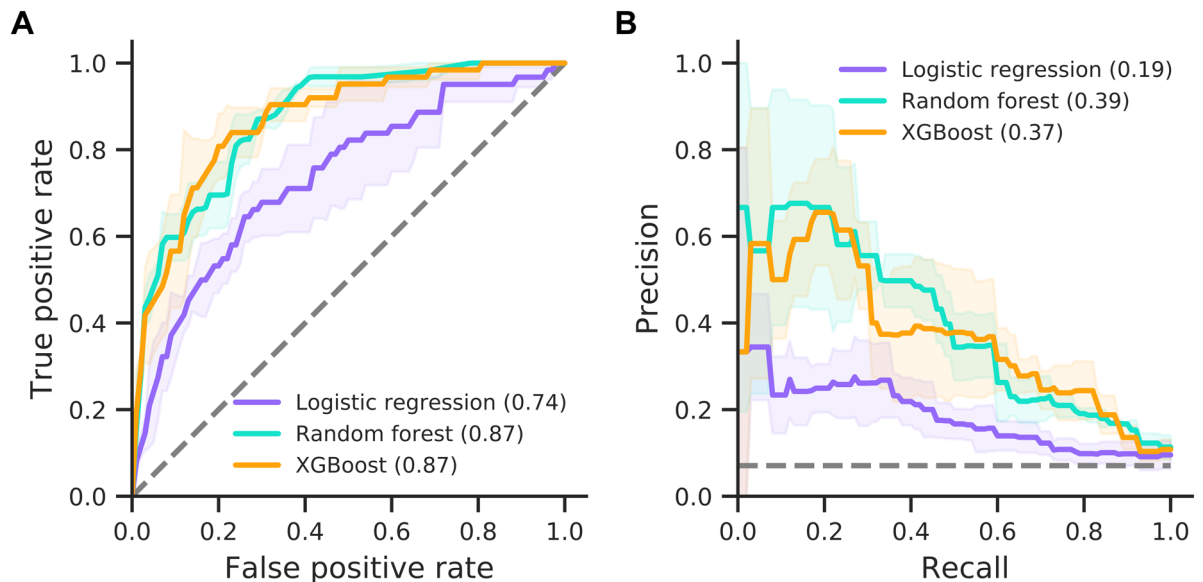 A
True positive rate
1.0
0.8
0.6
0.4
0.2
0.0
Logistic regression (0.74)
Random forest (0.87)
XGBoost (0.87)
0.0 0.2 0.4 0.6 0.8 1.0
False positive rate
B
Precision
1.0
0.8
0.6
0.4
0.2
0.0
Logistic regression (0.19)
Random forest (0.39)
XGBoost (0.37)
0.0 0.2 0.4 0.6 0.8 1.0
Recall